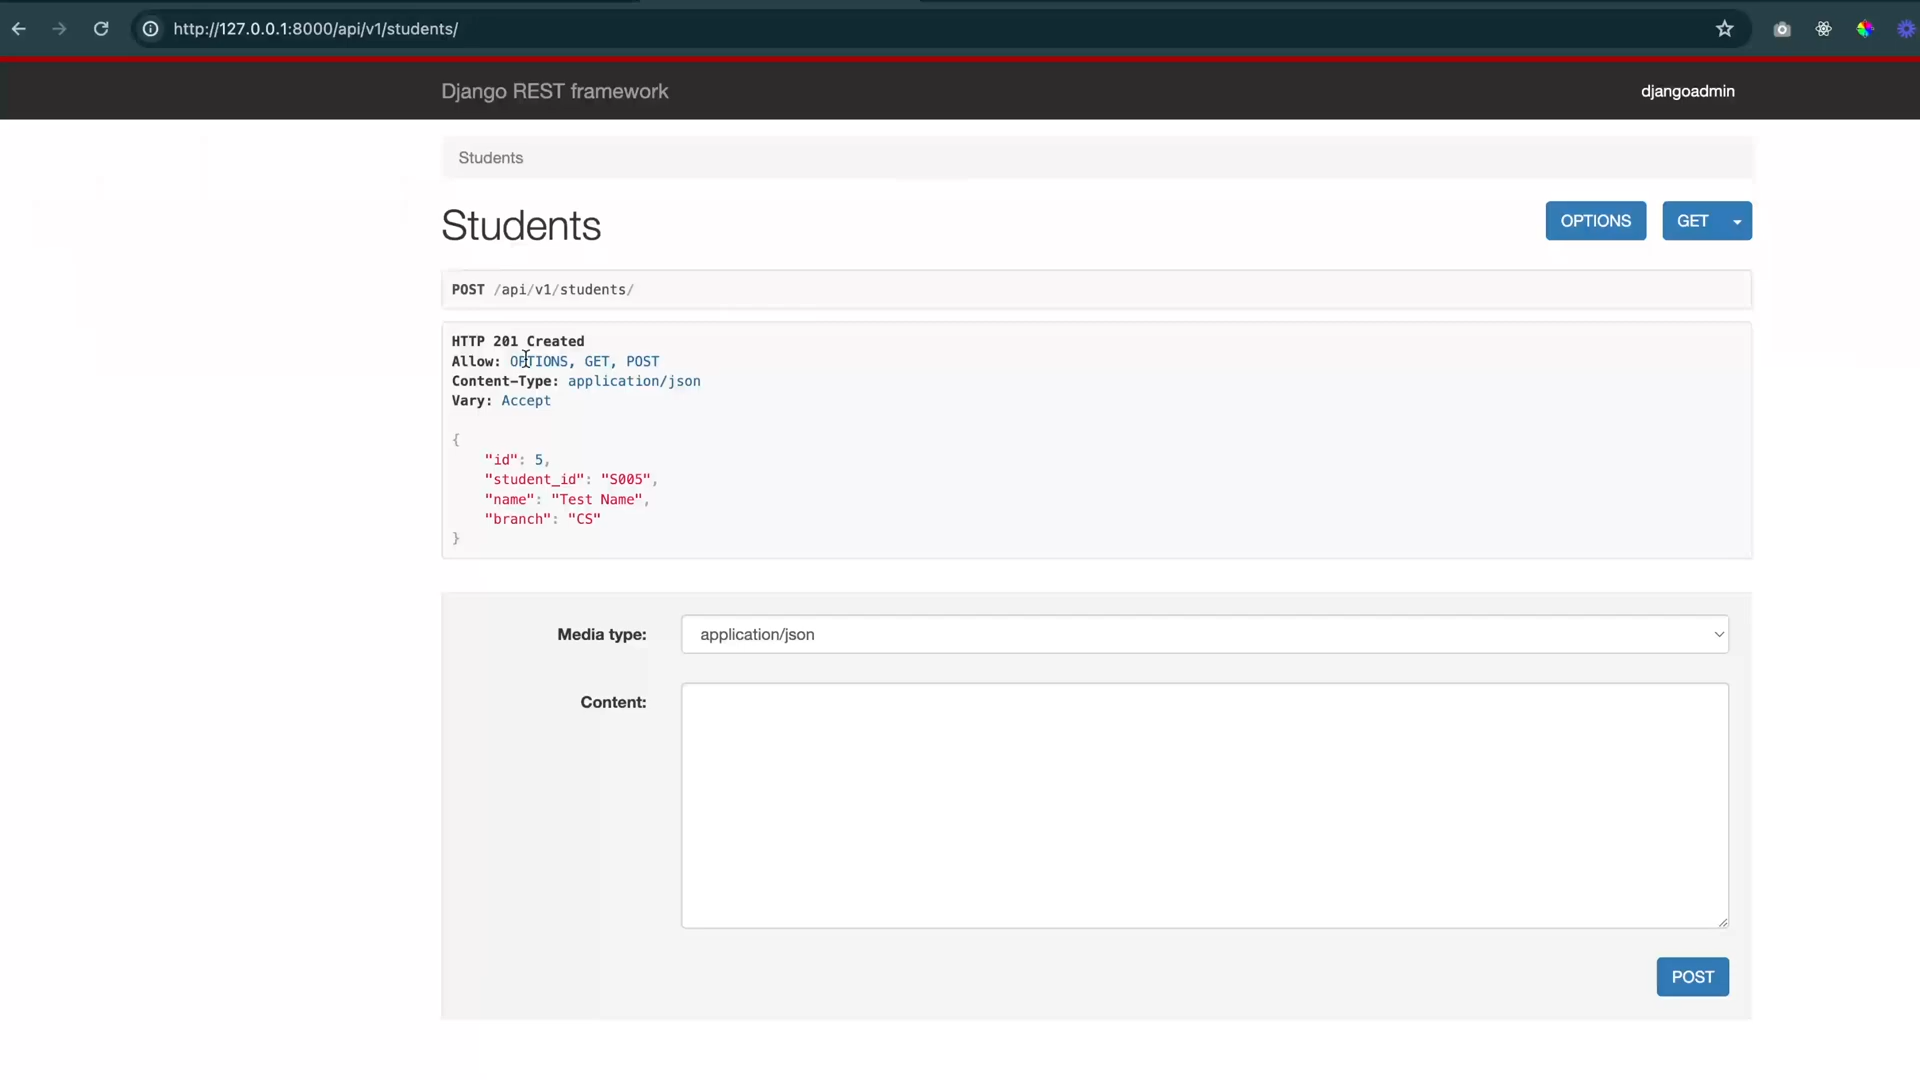 http://127.0.0.1:8000/api/v1/students/
Django REST framework
djangoadmin
Students
Students
OPTIONS
GET
POST /api/v1/students/
HTTP 201 Created
Allow: OPTIONS, GET, POST
Content-Type: application/json
Vary: Accept
{
"id": 5,
"student_id": "S005",
"name": "Test Name",
"branch": "CS"
}
Media type:
application/json
Content:
POST